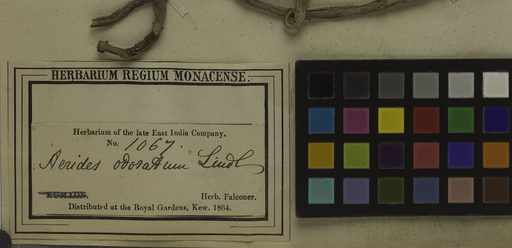 HERBARIUM REGIUM MONACENSE.
Herbarium of the late East India Company.
No. 1067.
Aerides odoratum Lindl
Herb. Falconer.
Distributed at the Royal Gardens, Kew. 1864.